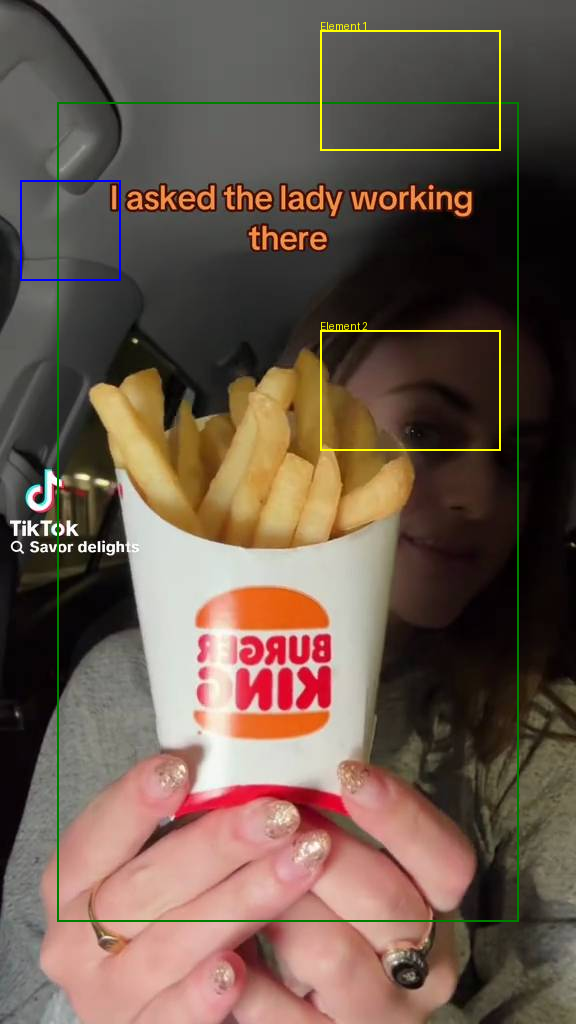 Element 1
I asked the lady working
there
Element 2
TikTok
Savor delights
BURGER
KING